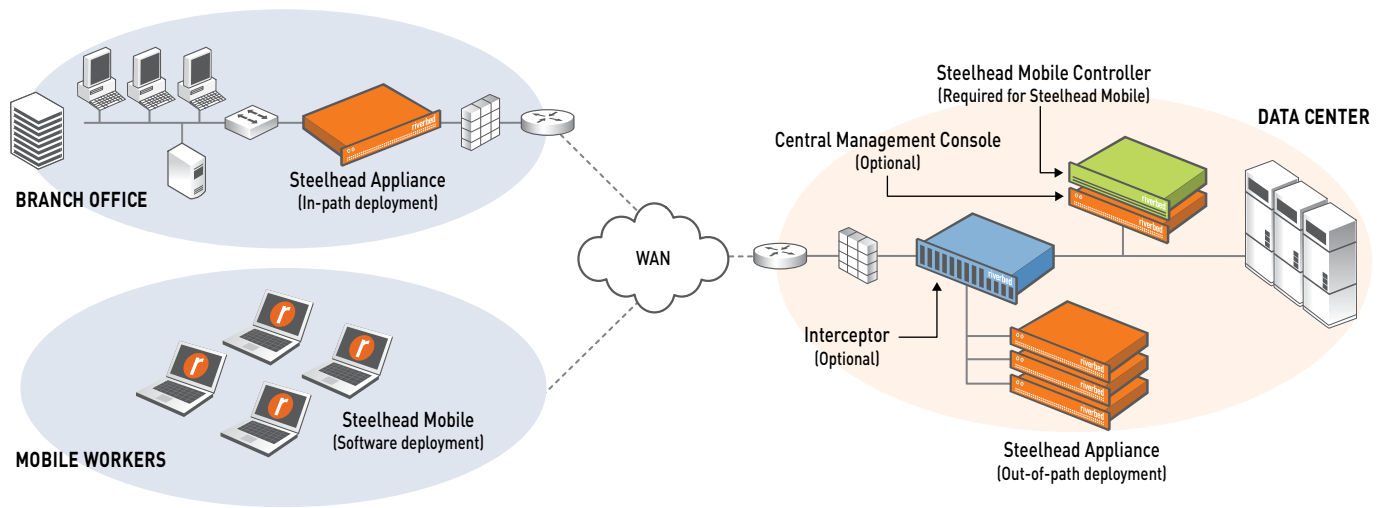 riverbed
Steelhead Appliance
(In-path deployment)
BRANCH OFFICE
r
r
r
r
Steelhead Mobile
(Software deployment)
MOBILE WORKERS
WAN
Steelhead Mobile Controller
(Required for Steelhead Mobile)
DATA CENTER
Central Management Console
(Optional)
riverbed
riverbed
riverbed
Interceptor
(Optional)
riverbed
riverbed
riverbed
Steelhead Appliance
(Out-of-path deployment)